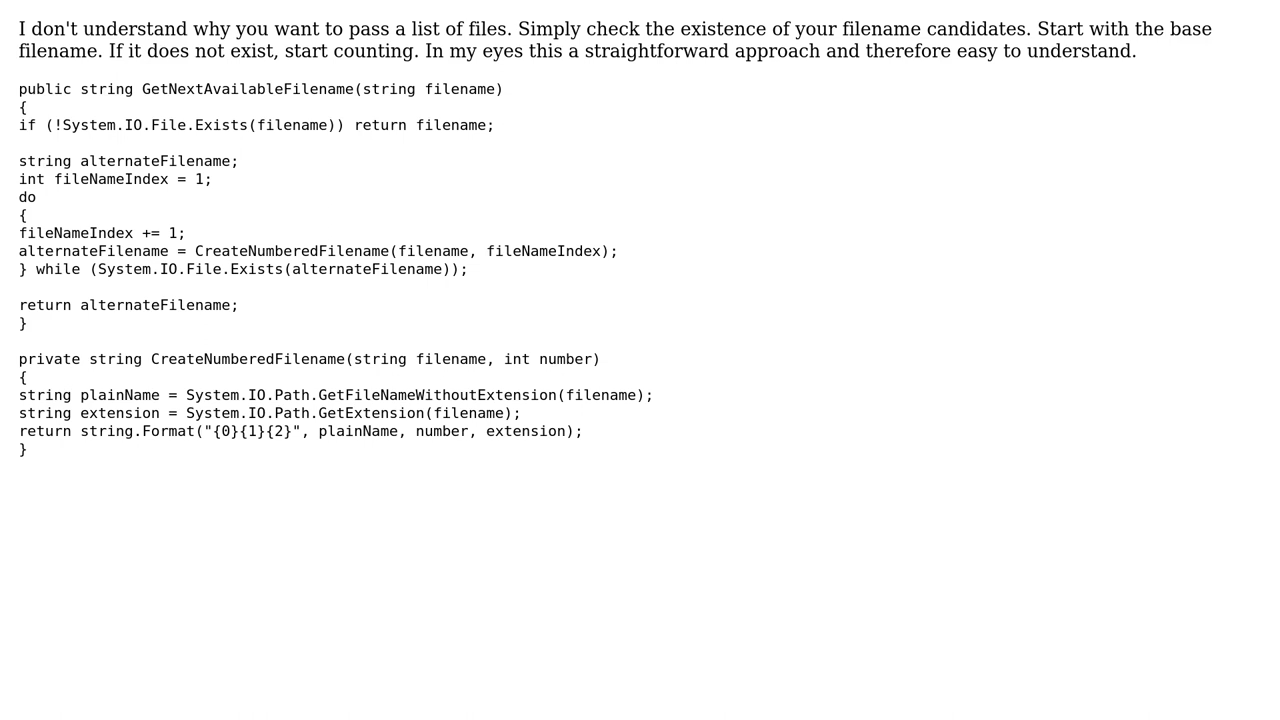 I don't understand why you want to pass a list of files. Simply check the existence of your filename candidates. Start with the base
filename. If it does not exist, start counting. In my eyes this a straightforward approach and therefore easy to understand.
public string GetNextAvailableFilename(string filename)
{
if (!System.IO.File.Exists(filename)) return filename;
string alternateFilename;
int fileNameIndex = 1;
do
{
fileNameIndex += 1;
alternateFilename = CreateNumberedFilename(filename, fileNameIndex);
} while (System.IO.File.Exists(alternateFilename));
return alternateFilename;
}
private string CreateNumberedFilename(string filename, int number)
{
string plainName = System.IO.Path.GetFileNameWithoutExtension(filename);
string extension = System.IO.Path.GetExtension(filename);
return string.Format("{0}{1}{2}", plainName, number, extension);
}